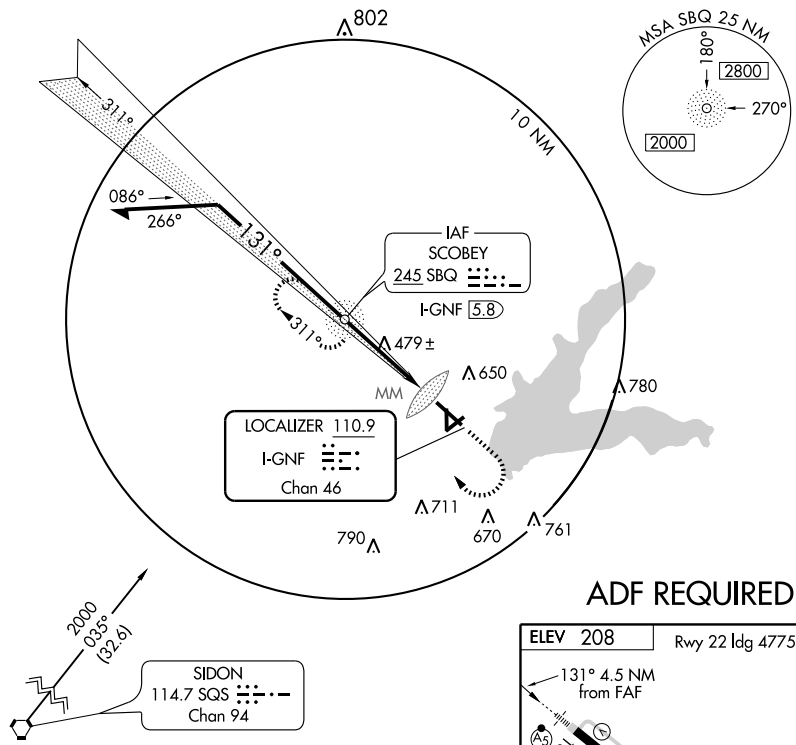 802
MSA SBQ 25 NM
180°
2800
270°
2000
10 NM
311°
086°
266°
131°
IAF
SCOBEY
245 SBQ
I-GNF 5.8
311°
479 ±
650
MM
780
LOCALIZER 110.9
I-GNF
Chan 46
711
670
761
790
ADF REQUIRED
2000
035°
(32.6)
SIDON
114.7 SQS
Chan 94
ELEV 208
Rwy 22 ldg 4775
131° 4.5 NM
from FAF
A5
V